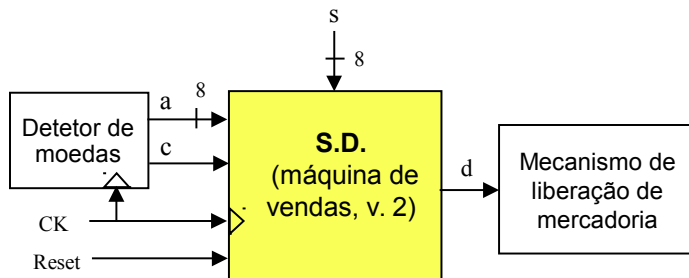 s
8
8
a
Detetor de
moedas
c
S.D.
(máquina de
vendas, v. 2)
d
Mecanismo de
liberação de
mercadoria
CK
Reset